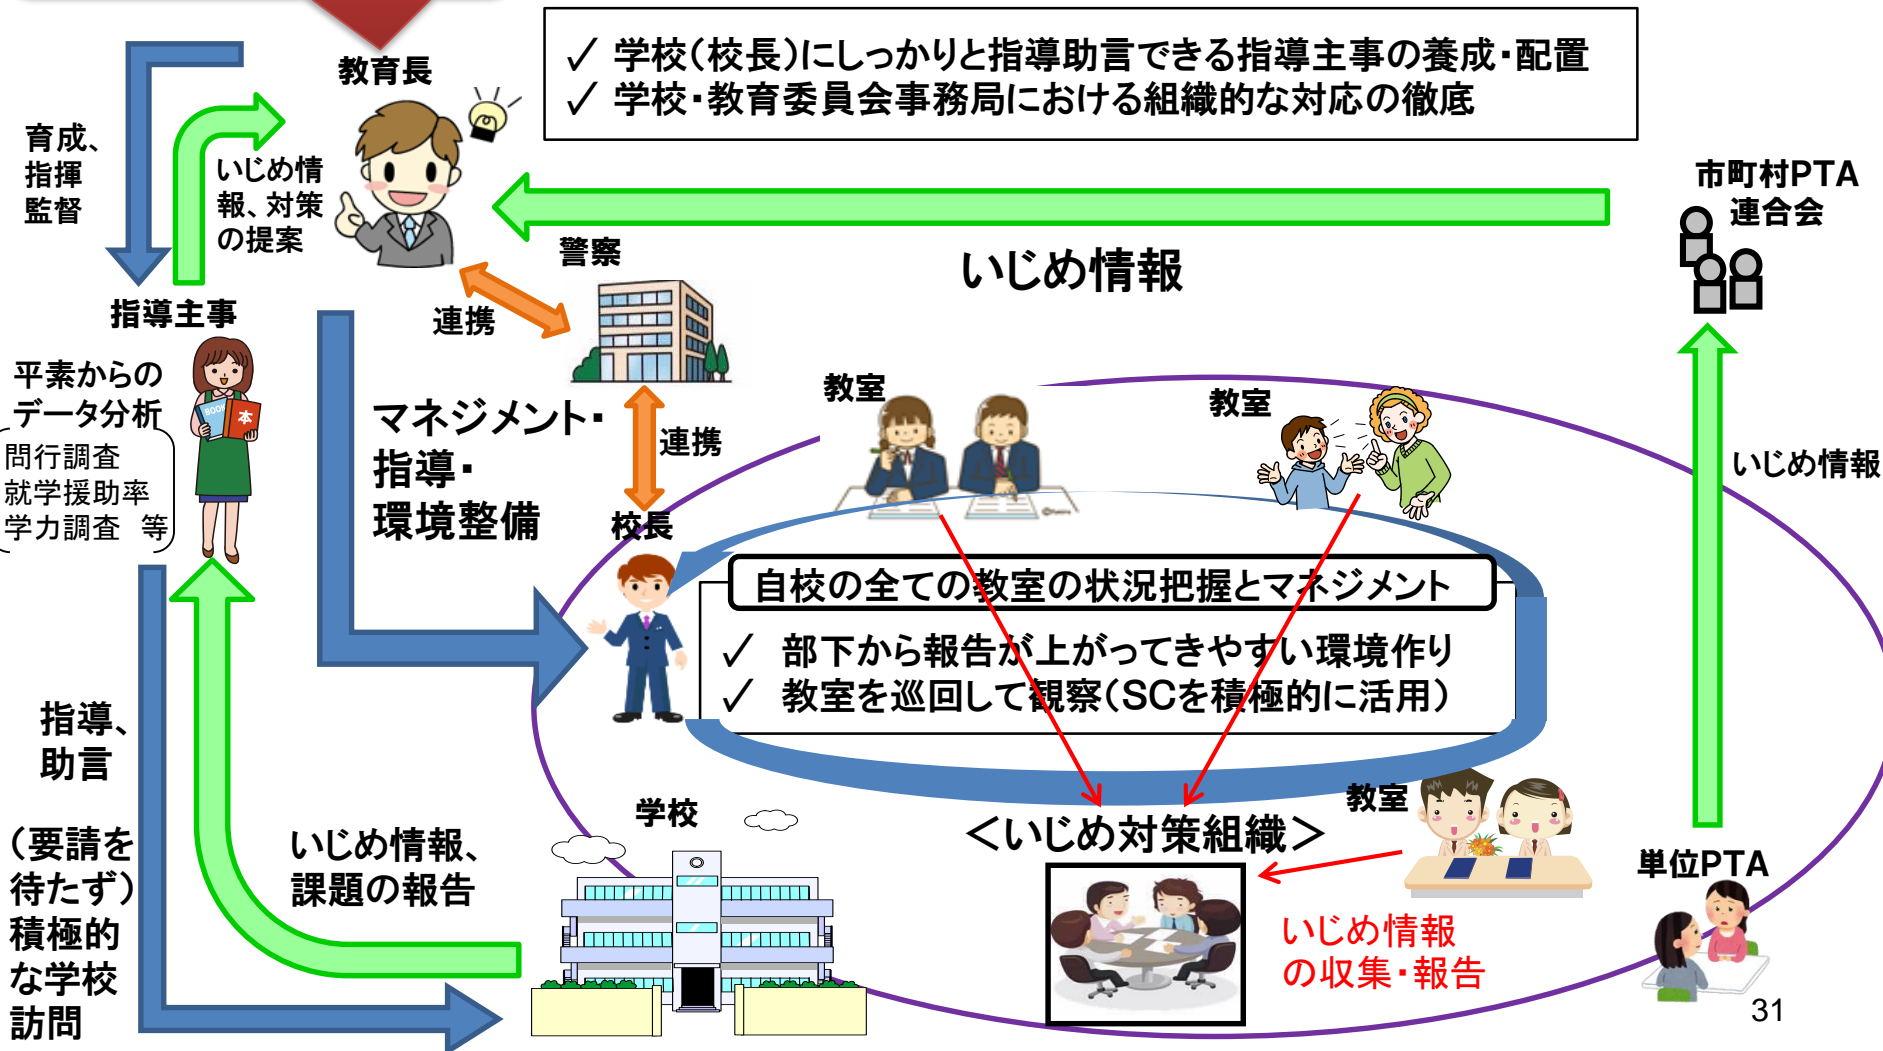 ✓ 学校(校長)にしっかりと指導助言できる指導主事の養成・配置
✓ 学校・教育委員会事務局における組織的な対応の徹底
教育長
育成、
指揮
監督
いじめ情
報、対策
の提案
市町村PTA
連合会
警察
いじめ情報
連携
指導主事
平素からの
データ分析
問行調査
就学援助率
学力調査 等
BOOK
本
マネジメント・
指導・
環境整備
連携
教室
教室
いじめ情報
校長
自校の全ての教室の状況把握とマネジメント
✓ 部下から報告が上がってきやすい環境作り
✓ 教室を巡回して観察(SCを積極的に活用)
指導、
助言
(要請を
待たず)
積極的
な学校
訪問
いじめ情報、
課題の報告
学校
教室
<いじめ対策組織>
単位PTA
いじめ情報
の収集・報告
31